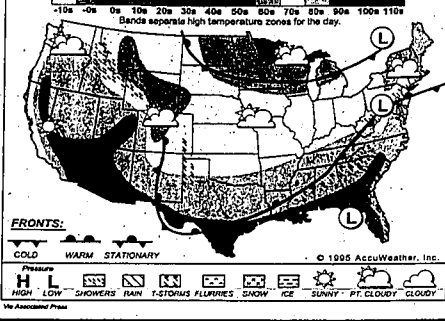 -10s -0s 0s 10s 20s 30s 40s 50s 60s 70s 80s 90s 100s 110s
Bands separate high temperature zones for the day.
L
L
L
FRONTS:
COLD WARM STATIONARY
© 1995 AccuWeather, Inc.
Pressure
H L
HIGH LOW SHOWERS RAIN T-STORMS FLURRIES SNOW ICE SUNNY PT. CLOUDY CLOUDY
Via Associated Press